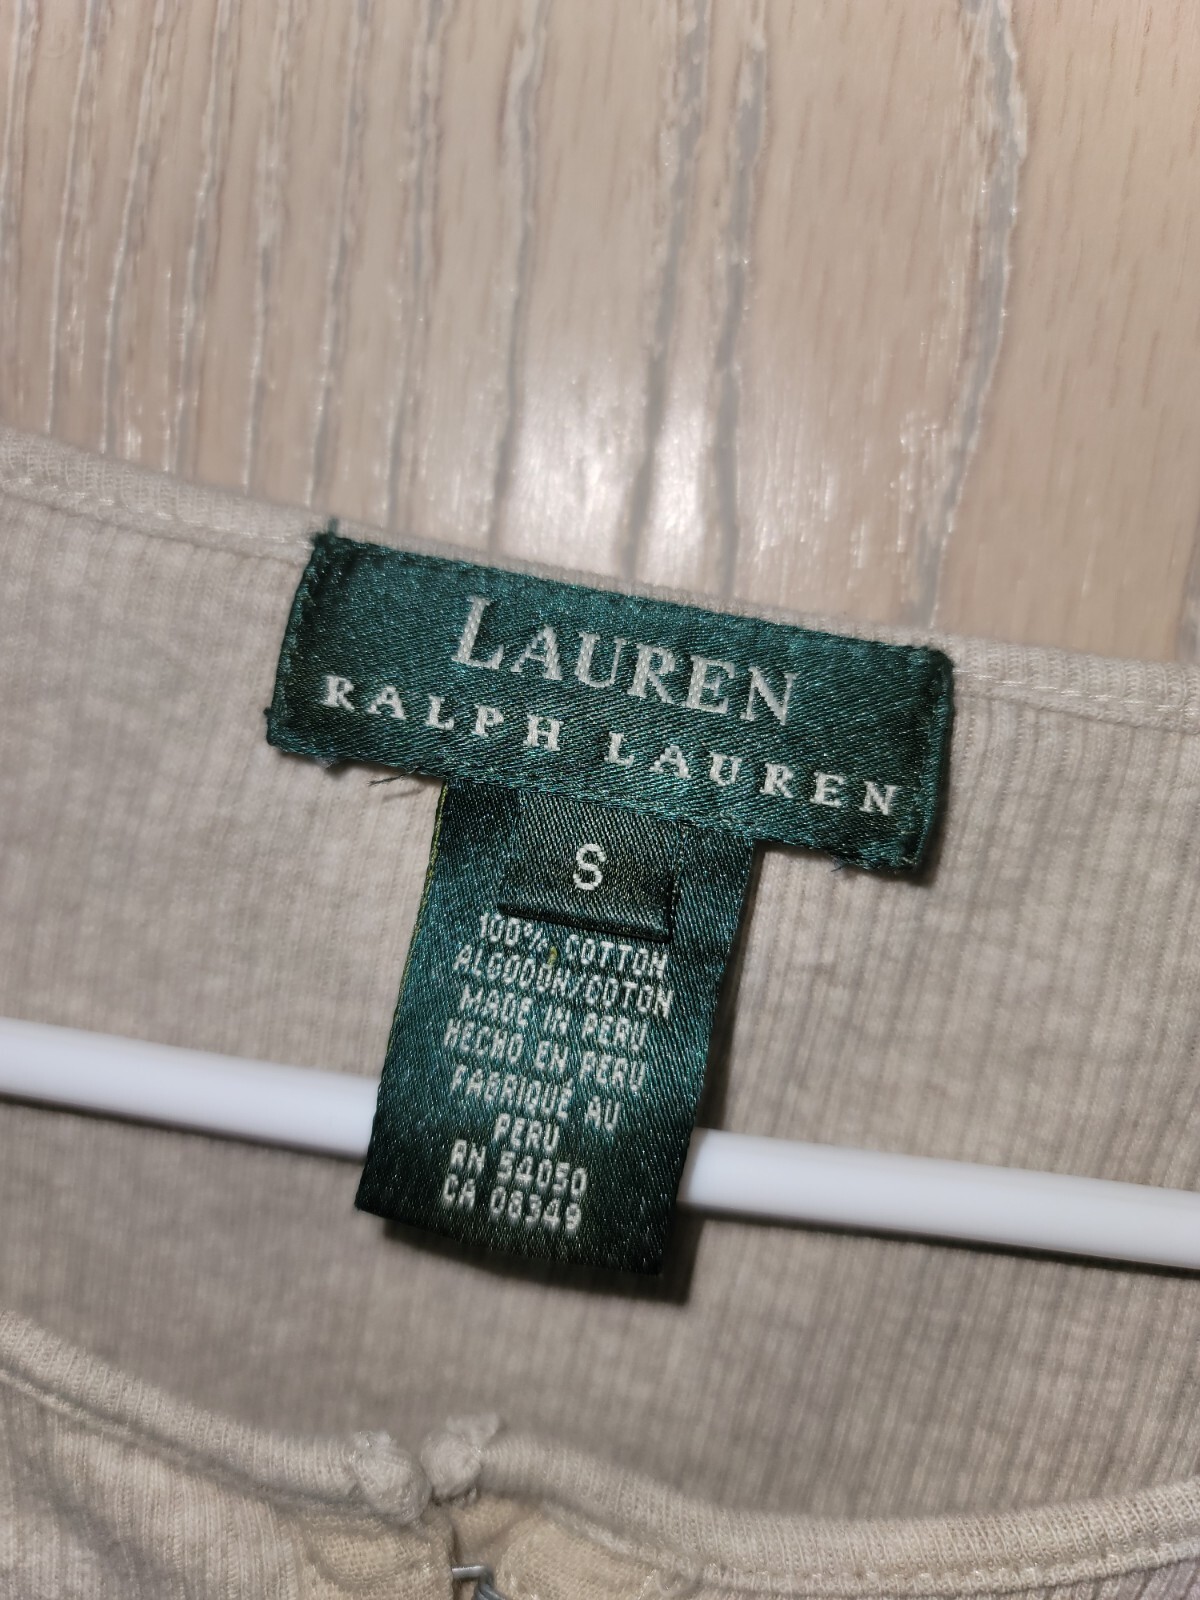 LAUREN
RALPH LAUREN
S
100% COTTON
ALGODON/COTON
MADE IN PERU
HECHO EN PERU
FABRIQUÉ AU
PERU
RN 54050
CA 08349